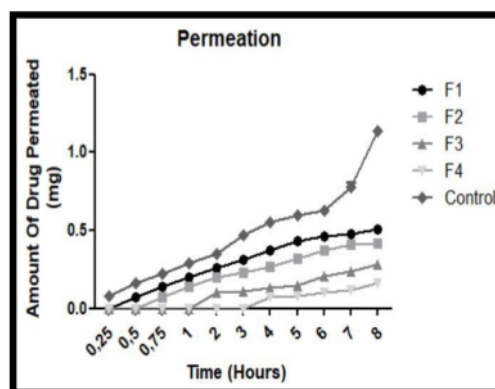 Permeation
Amount Of Drug Permeated
(mg)
1.5
1.0
0.5
0.0
0,25
0,5
0,75
1
2
3
4
5
6
7
8
Time (Hours)
F1
F2
F3
F4
Control